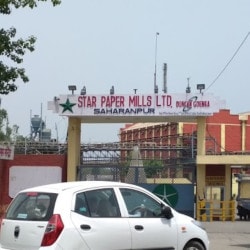 STAR PAPER MILLS LTD. DUNCAN GOENKA
SAHARANPUR